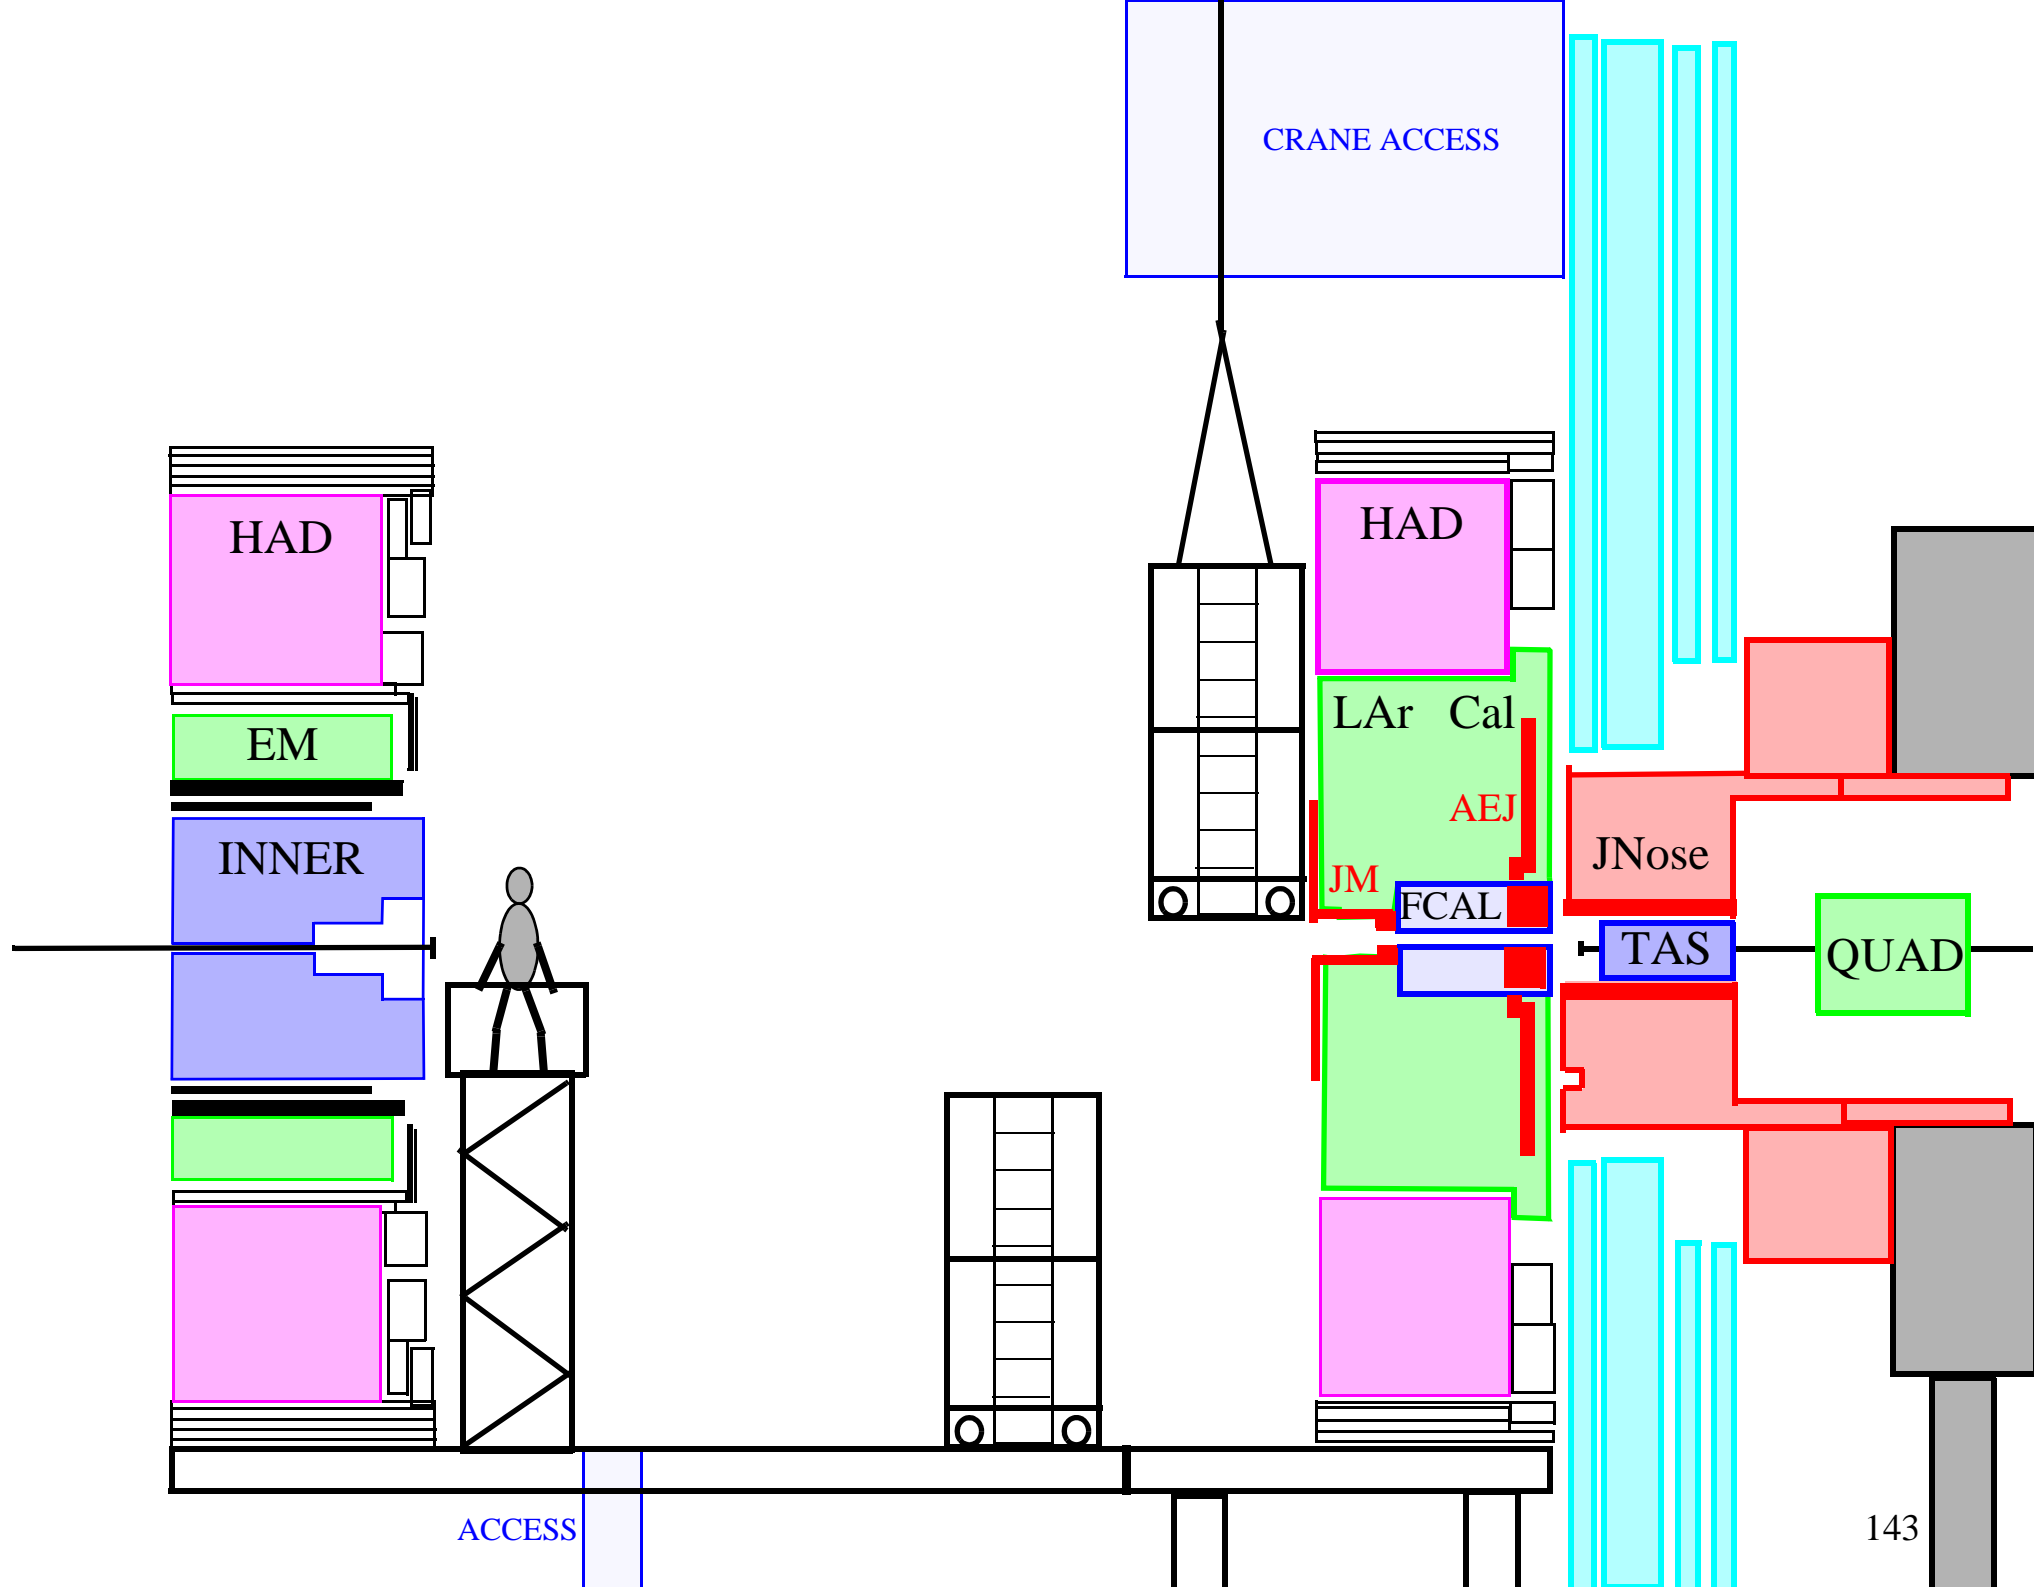 CRANE ACCESS
HAD
HAD
LAr Cal
EM
AEJ
INNER
JNose
JM
FCAL
TAS
QUAD
ACCESS
143